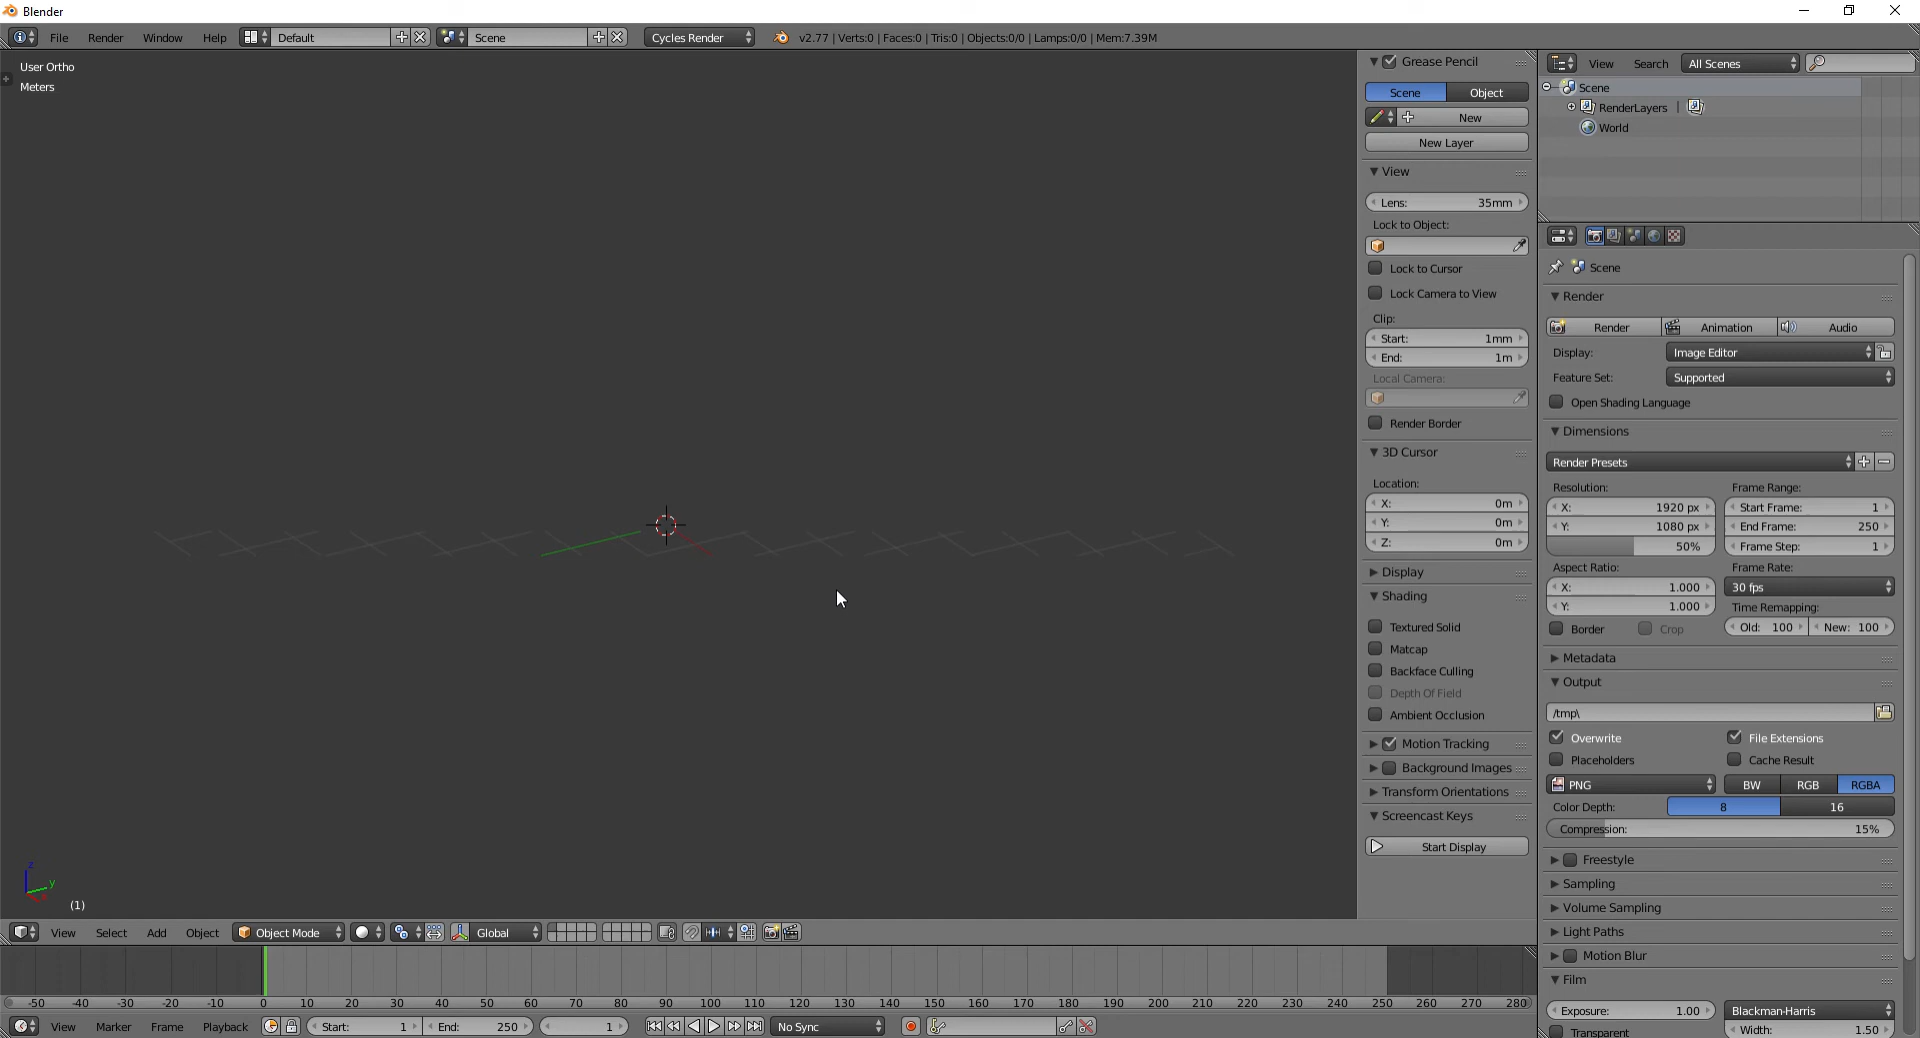 Blender
File Render Window Help Default Scene Cycles Render v2.77 | Verts:0 | Faces:0 | Tris:0 | Objects:0/0 | Lamps:0/0 | Mem:7.39M
User Ortho
Meters
z
y
x
(1)
Grease Pencil
Scene Object
New
New Layer
View
Lens: 35mm
Lock to Object:
Lock to Cursor
Lock Camera to View
Clip:
Start: 1mm
End: 1m
Local Camera:
Render Border
3D Cursor
Location:
X: 0m
Y: 0m
Z: 0m
Display
Shading
Textured Solid
Matcap
Backface Culling
Depth Of Field
Ambient Occlusion
Motion Tracking
Background Images
Transform Orientations
Screencast Keys
Start Display
View Search All Scenes
Scene
RenderLayers |
World
Scene
Render
Render Animation Audio
Display: Image Editor
Feature Set: Supported
Open Shading Language
Dimensions
Render Presets
Resolution: Frame Range:
X: 1920 px Start Frame: 1
Y: 1080 px End Frame: 250
50% Frame Step: 1
Aspect Ratio: Frame Rate:
X: 1.000 30 fps
Y: 1.000 Time Remapping:
Border Crop Old: 100 New: 100
Metadata
Output
/tmp\
Overwrite File Extensions
Placeholders Cache Result
PNG BW RGB RGBA
Color Depth: 8 16
Compression: 15%
Freestyle
Sampling
Volume Sampling
Light Paths
Motion Blur
Film
Exposure: 1.00 Blackman-Harris
Transparent Width: 1.50
View Select Add Object Object Mode Global
-50 -40 -30 -20 -10 0 10 20 30 40 50 60 70 80 90 100 110 120 130 140 150 160 170 180 190 200 210 220 230 240 250 260 270 280
View Marker Frame Playback Start: 1 End: 250 1 No Sync